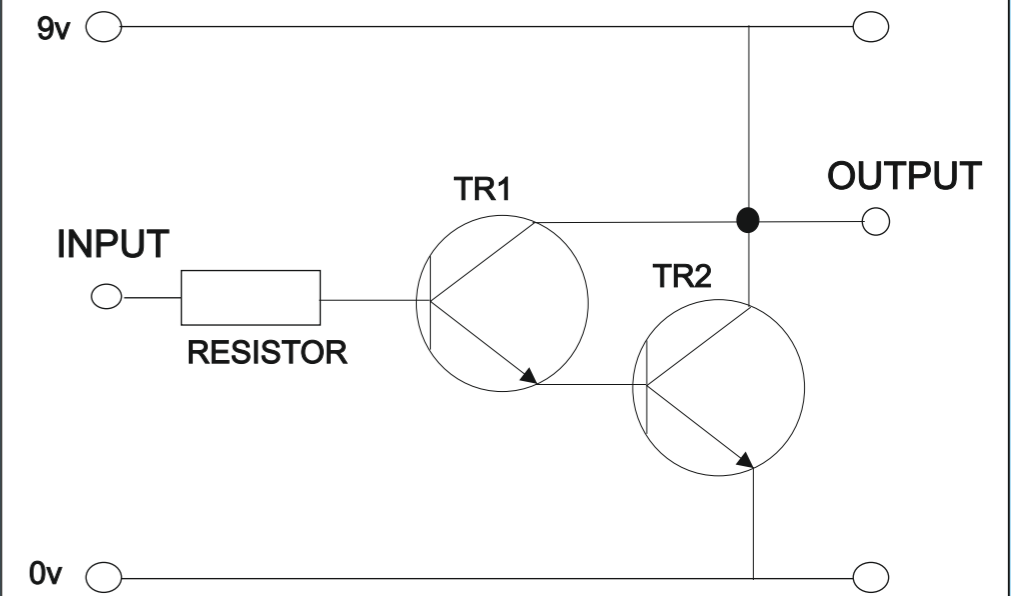 9v
OUTPUT
TR1
INPUT
TR2
RESISTOR
0v